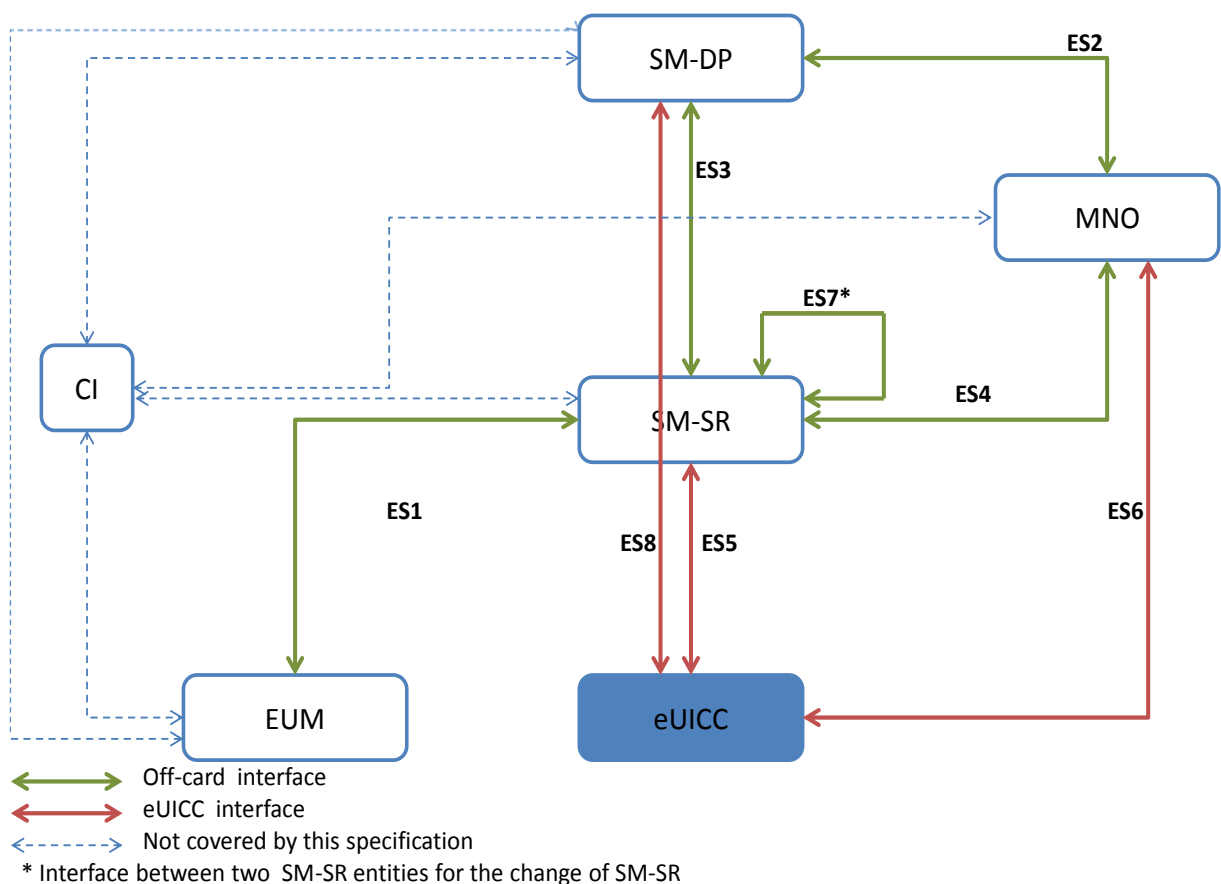 SM-DP
ES2
ES3
MNO
ES7*
CI
SM-SR
ES4
ES1
ES8
ES5
ES6
EUM
eUICC
Off-card interface
eUICC interface
Not covered by this specification
* Interface between two SM-SR entities for the change of SM-SR